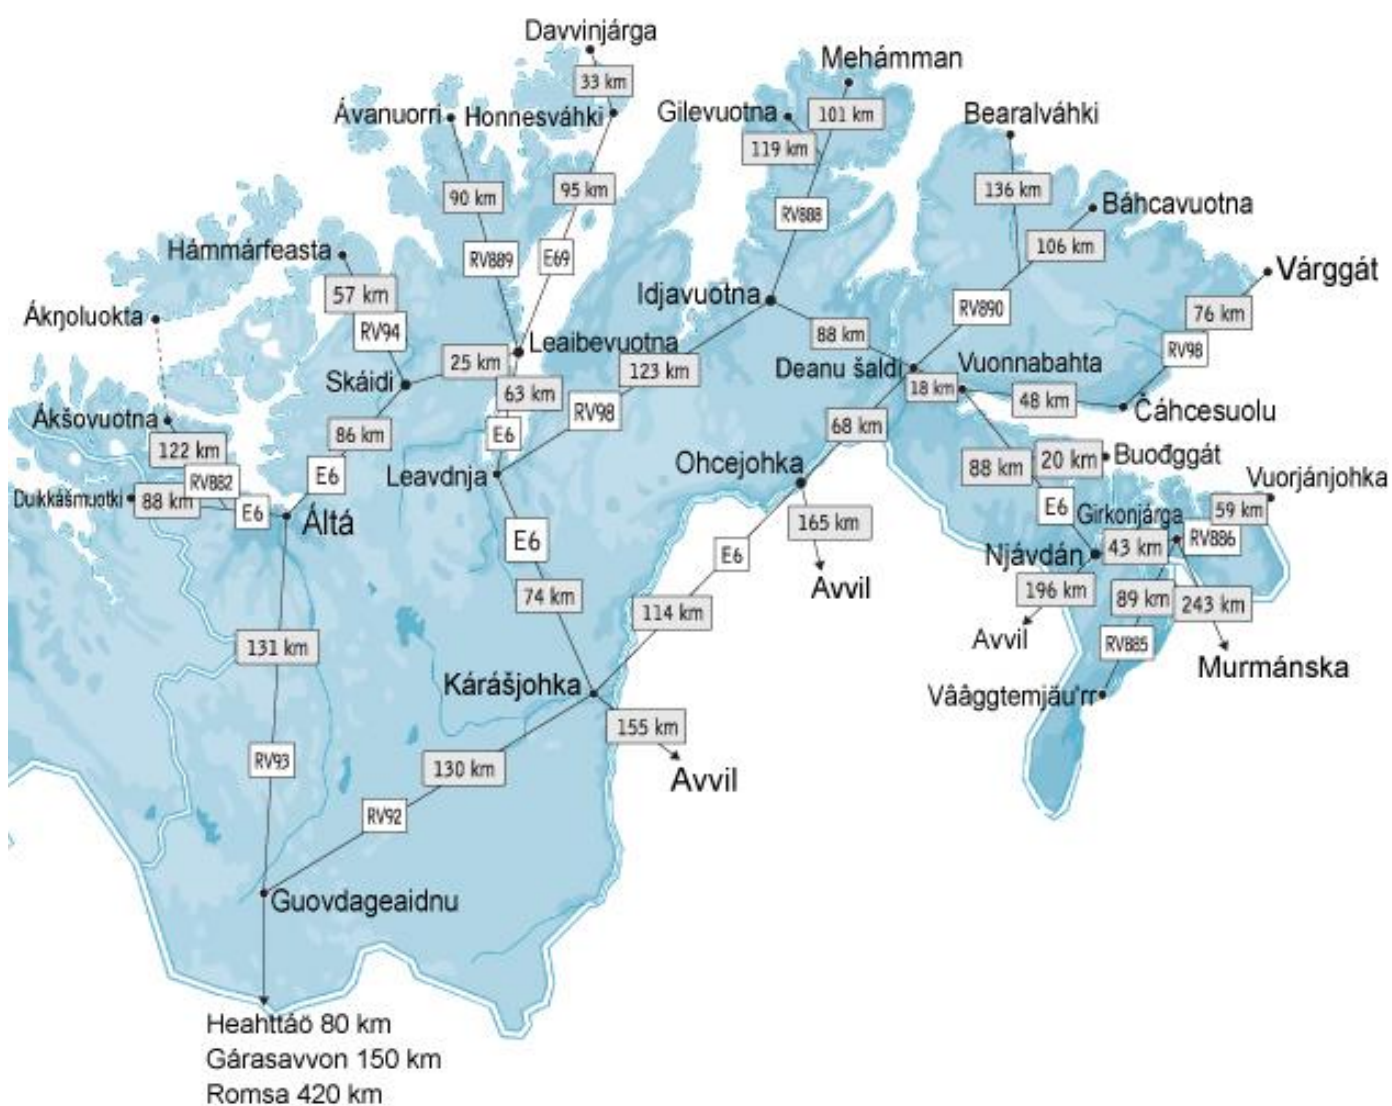 Davvinjárga
33 km
Mehámman
Ávanuorri
Honnesváhki
Gilevuotna
101 km
Bearalváhki
119 km
90 km
95 km
136 km
Báhcavuotna
RV888
106 km
Hámmárfeasta
RV889
E69
Várggát
57 km
Idjavuotna
RV890
76 km
Ákŋoluokta
RV94
88 km
Leaibevuotna
RV98
25 km
123 km
Deanu šaldi
Vuonnabahta
Skáidi
63 km
18 km
48 km
Čáhcesuolu
RV98
Ákšovuotna
86 km
E6
68 km
122 km
Ohcejohka
88 km
20 km
Buođggát
E6
Leavdnja
RV882
Vuorjánjohka
Duikkášmuotki
88 km
E6
E6
59 km
Áltá
165 km
Girkonjárga
E6
E6
Njávdán
43 km
RV886
Avvil
196 km
89 km
243 km
74 km
114 km
Avvil
RV885
131 km
Murmánska
Kárášjohka
Vââggtemjäu'rr
155 km
RV93
130 km
Avvil
RV92
Guovdageaidnu
Heahttáö 80 km
Gárasavvon 150 km
Romsa 420 km